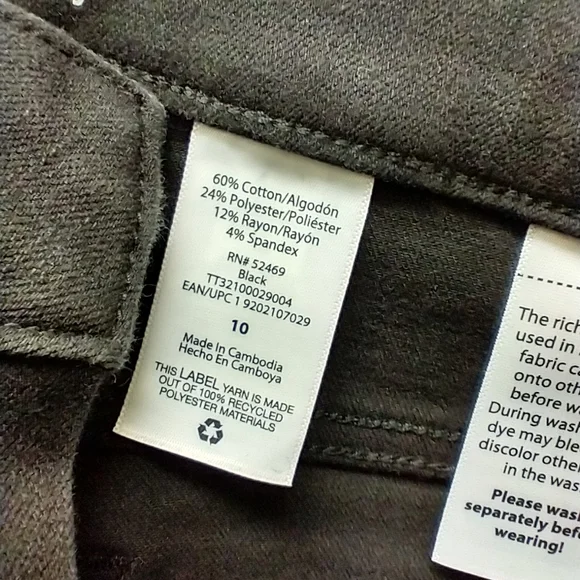 60% Cotton/Algodón
24% Polyester/Poliéster
12% Rayon/Rayón
4% Spandex
RN# 52469
Black
TT32100029004
EAN/UPC 1 9202107029
10
Made In Cambodia
Hecho En Camboya
THIS LABEL YARN IS MADE
OUT OF 100% RECYCLED
POLYESTER MATERIALS
The rich
used in
fabric ca
onto oth
before w
During wash
dye may blee
discolor othe
in the was
Please wash
separately befo
wearing!